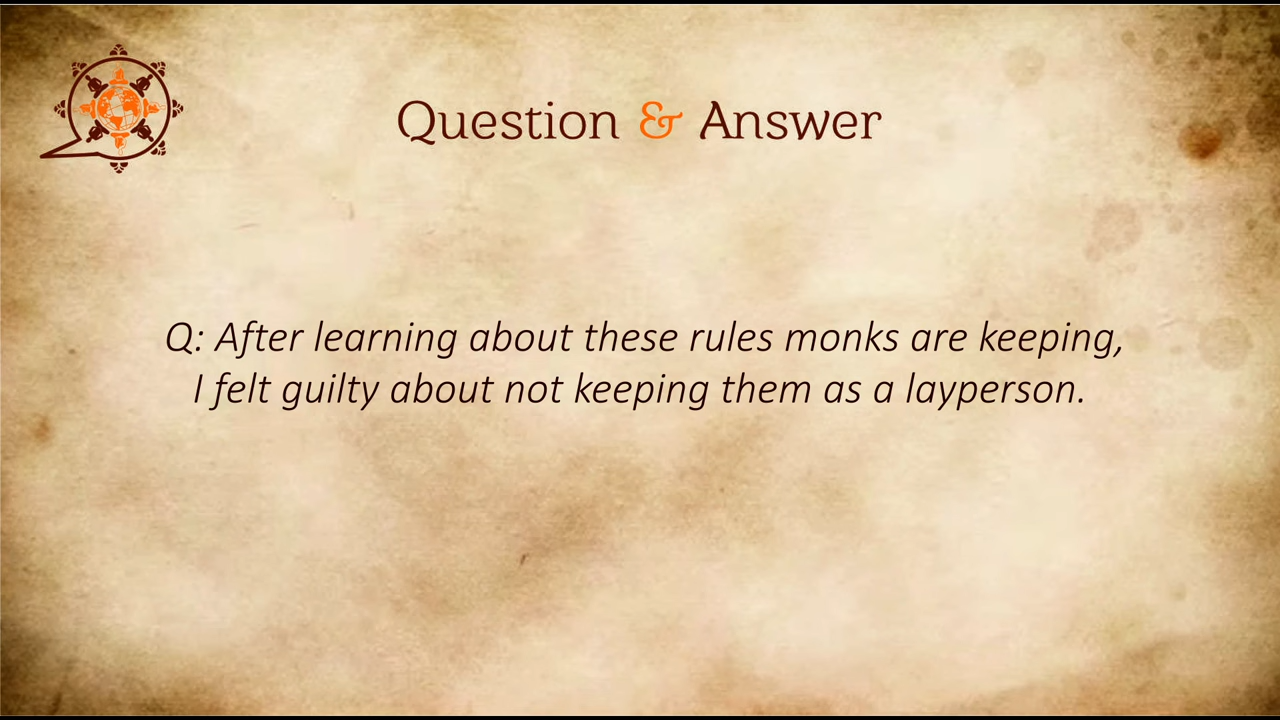 Question & Answer
Q: After learning about these rules monks are keeping,
I felt guilty about not keeping them as a layperson.